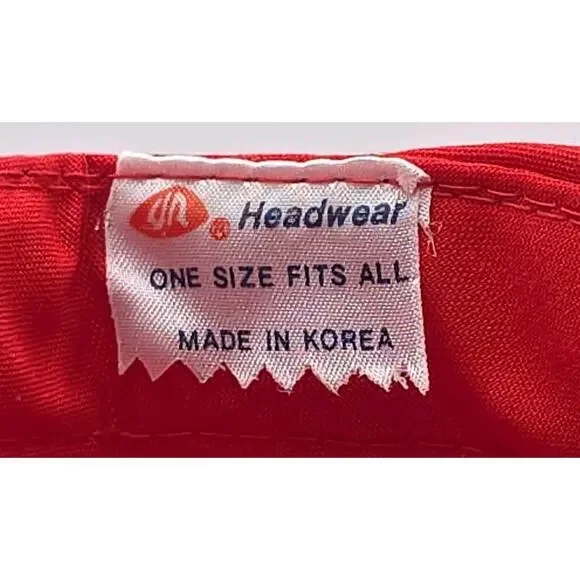 ® Headwear
ONE SIZE FITS ALL
MADE IN KOREA